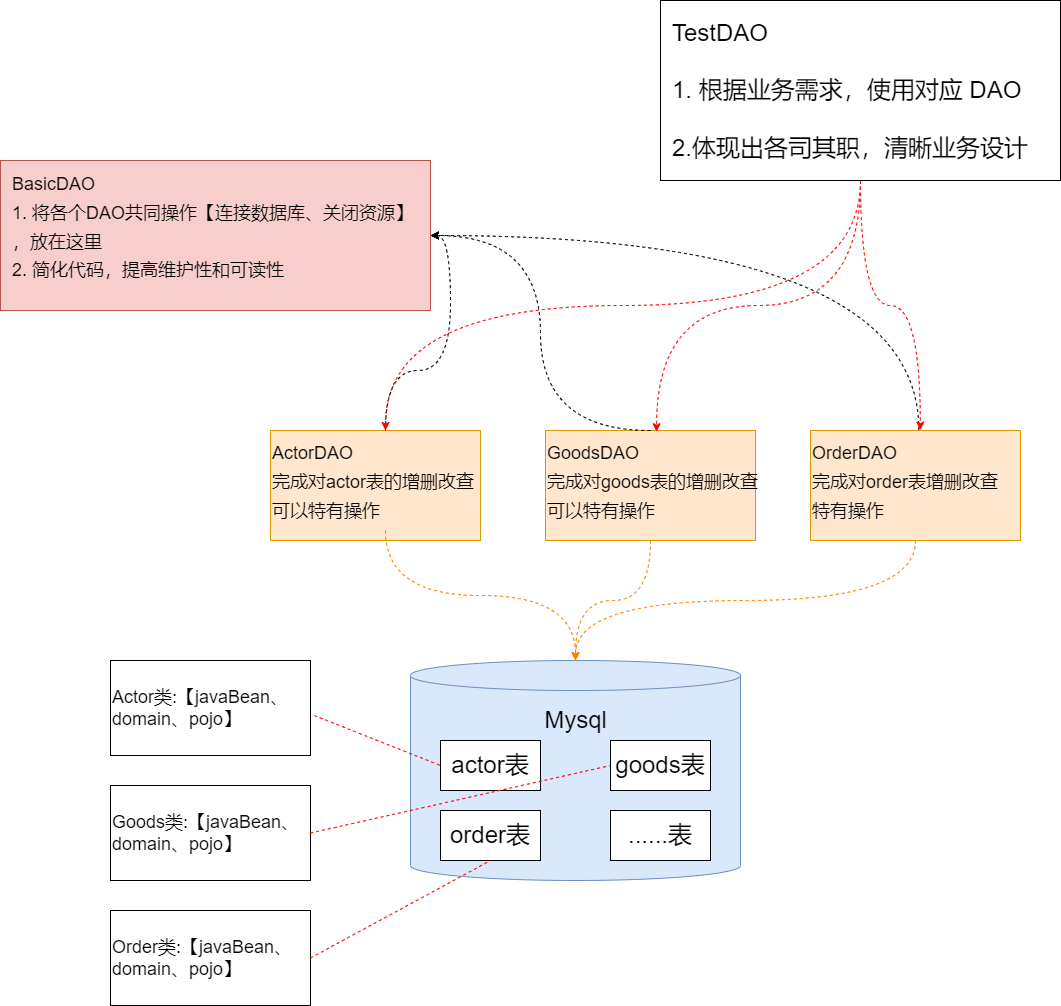 TestDAO
1. 根据业务需求，使用对应 DAO
2.体现出各司其职，清晰业务设计
BasicDAO
1. 将各个DAO共同操作【连接数据库、关闭资源】
，放在这里
2. 简化代码，提高维护性和可读性
ActorDAO
完成对actor表的增删改查
可以特有操作
GoodsDAO
完成对goods表的增删改查
可以特有操作
OrderDAO
完成对order表增删改查
特有操作
Mysql
actor表
goods表
order表
......表
Actor类:【javaBean、
domain、pojo】
Goods类:【javaBean、
domain、pojo】
Order类:【javaBean、
domain、pojo】